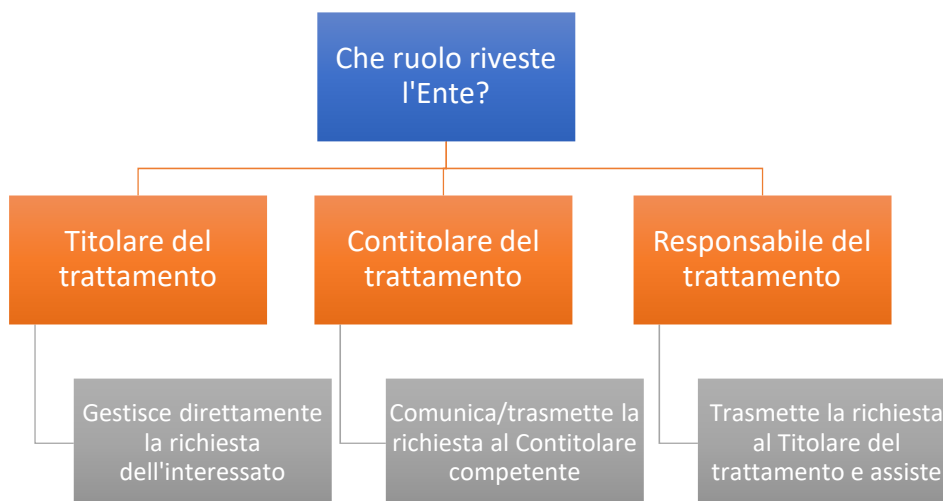 Che ruolo riveste
l'Ente?
Titolare del
trattamento
Contitolare del
trattamento
Responsabile del
trattamento
Gestisce direttamente
la richiesta
dell'interessato
Comunica/trasmette la
richiesta al Contitolare
competente
Trasmette la richiesta
al Titolare del
trattamento e assiste